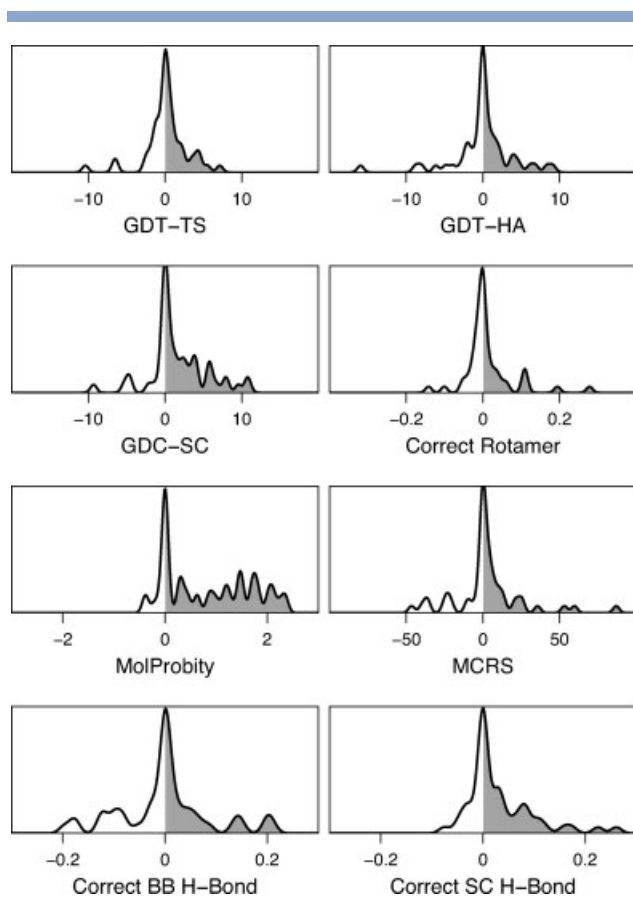 -10 0 10
GDT-TS
-10 0 10
GDT-HA
-10 0 10
GDC-SC
-0.2 0 0.2
Correct Rotamer
-2 0 2
MolProbity
-50 0 50
MCRS
-0.2 0 0.2
Correct BB H-Bond
-0.2 0 0.2
Correct SC H-Bond